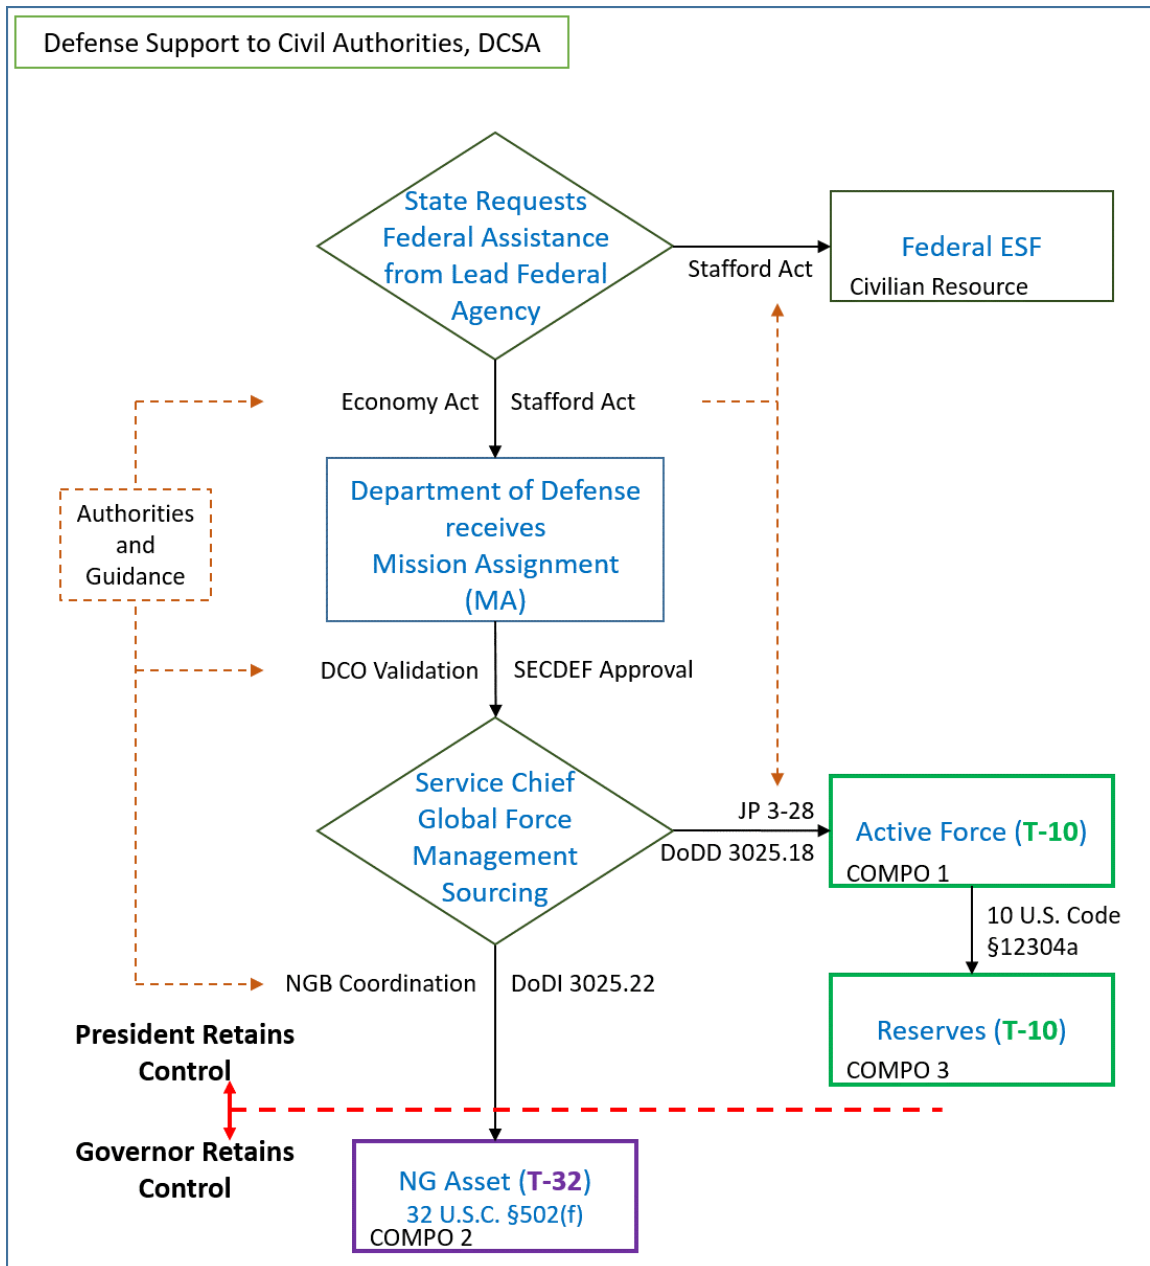 Defense Support to Civil Authorities, DCSA
State Requests
Federal Assistance
from Lead Federal
Agency
Stafford Act
Federal ESF
Civilian Resource
Economy Act
Stafford Act
Authorities
and
Guidance
Department of Defense
receives
Mission Assignment
(MA)
DCO Validation
SECDEF Approval
Service Chief
Global Force
Management
Sourcing
JP 3-28
DoDD 3025.18
Active Force (T-10)
COMPO 1
10 U.S. Code
§12304a
Reserves (T-10)
COMPO 3
NGB Coordination
DoDI 3025.22
President Retains
Control
Governor Retains
Control
NG Asset (T-32)
32 U.S.C. §502(f)
COMPO 2